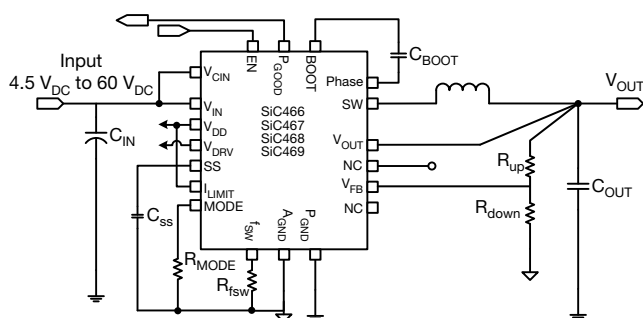 Input
4.5 VDC to 60 VDC
CIN
EN
PGOOD
BOOT
CBOOT
VCIN
VIN
VDD
VDRV
SS
ILIMIT
MODE
SiC466
SiC467
SiC468
SiC469
Phase
SW
VOUT
NC
VFB
NC
fSW
AGND
PGND
Css
RMODE
Rfsw
VOUT
Rup
Rdown
COUT